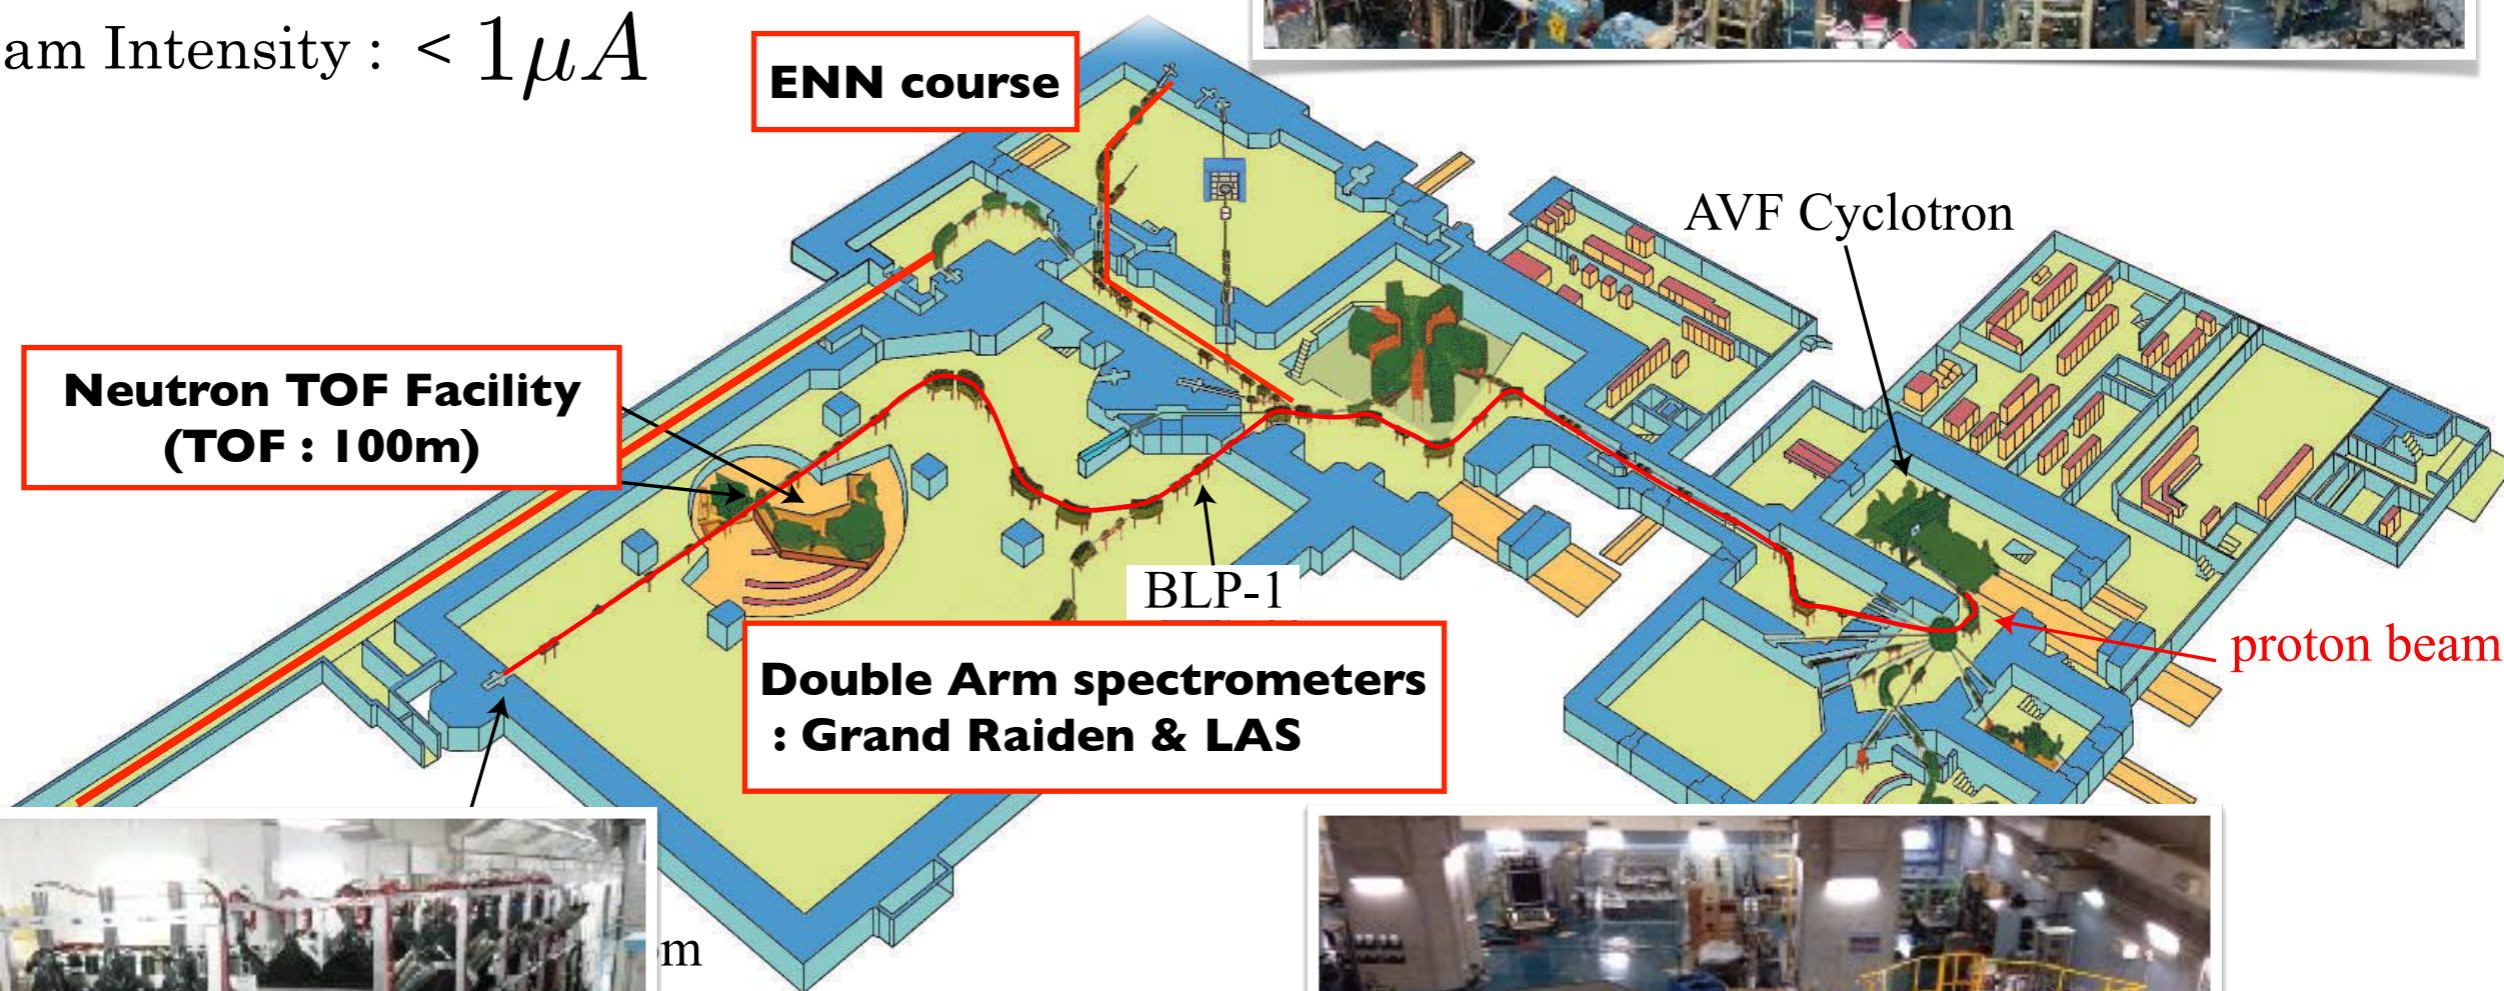 am Intensity : < 1μA
ENN course
AVF Cyclotron
Neutron TOF Facility
(TOF : 100m)
BLP-1
proton beam
Double Arm spectrometers
: Grand Raiden & LAS
m